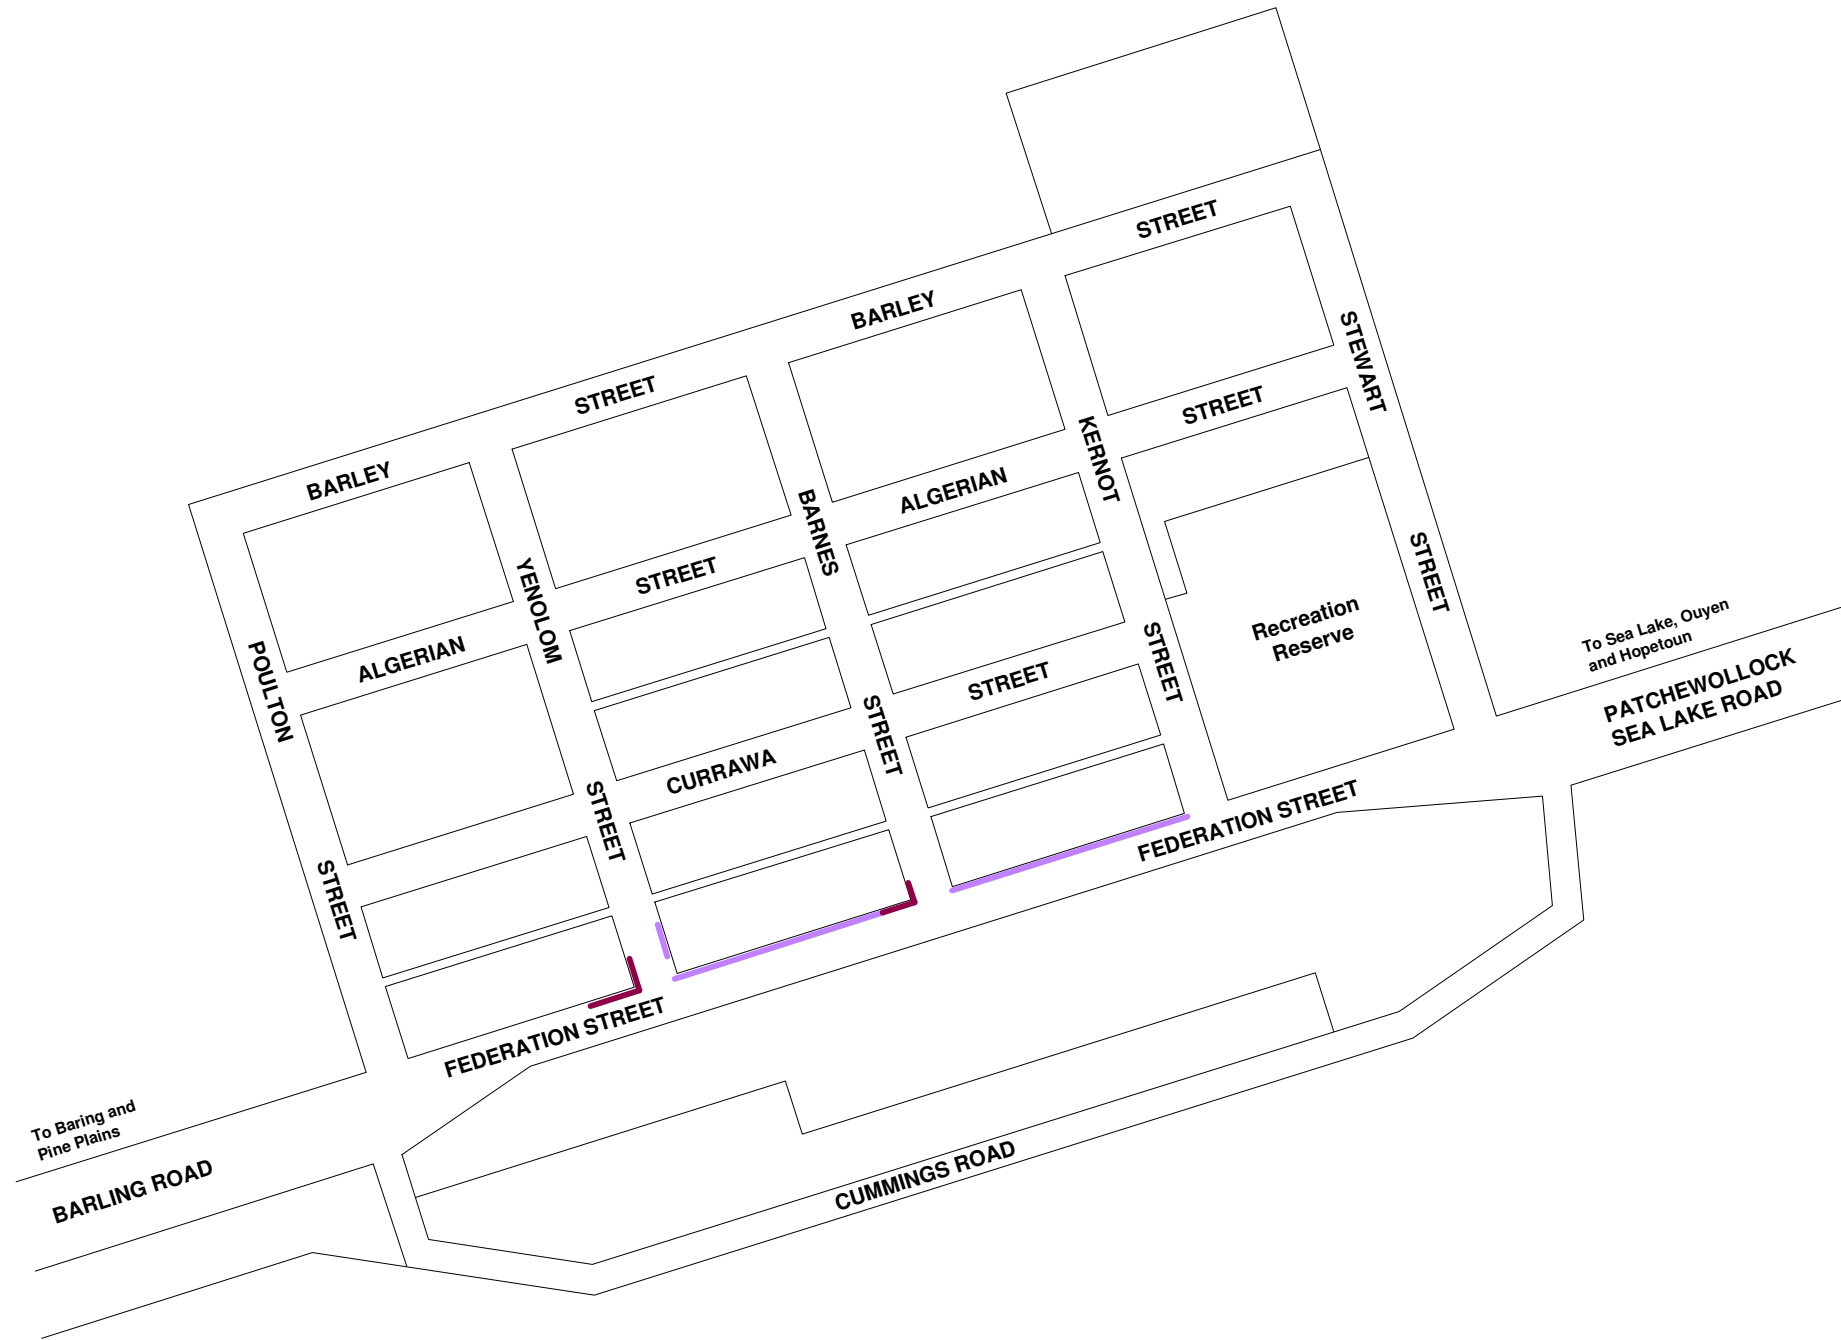 STREET
BARLEY
STREET
BARLEY
STEWART
STREET
KERNOT
ALGERIAN
BARNES
STREET
YENOLOM
ALGERIAN
POULTON
STREET
Recreation
Reserve
To Sea Lake, Ouyen
and Hopetoun
PATCHEWOLLOCK
SEA LAKE ROAD
STREET
STREET
STREET
CURRAWA
STREET
STREET
FEDERATION STREET
FEDERATION STREET
To Baring and
Pine Plains
BARLING ROAD
CUMMINGS ROAD